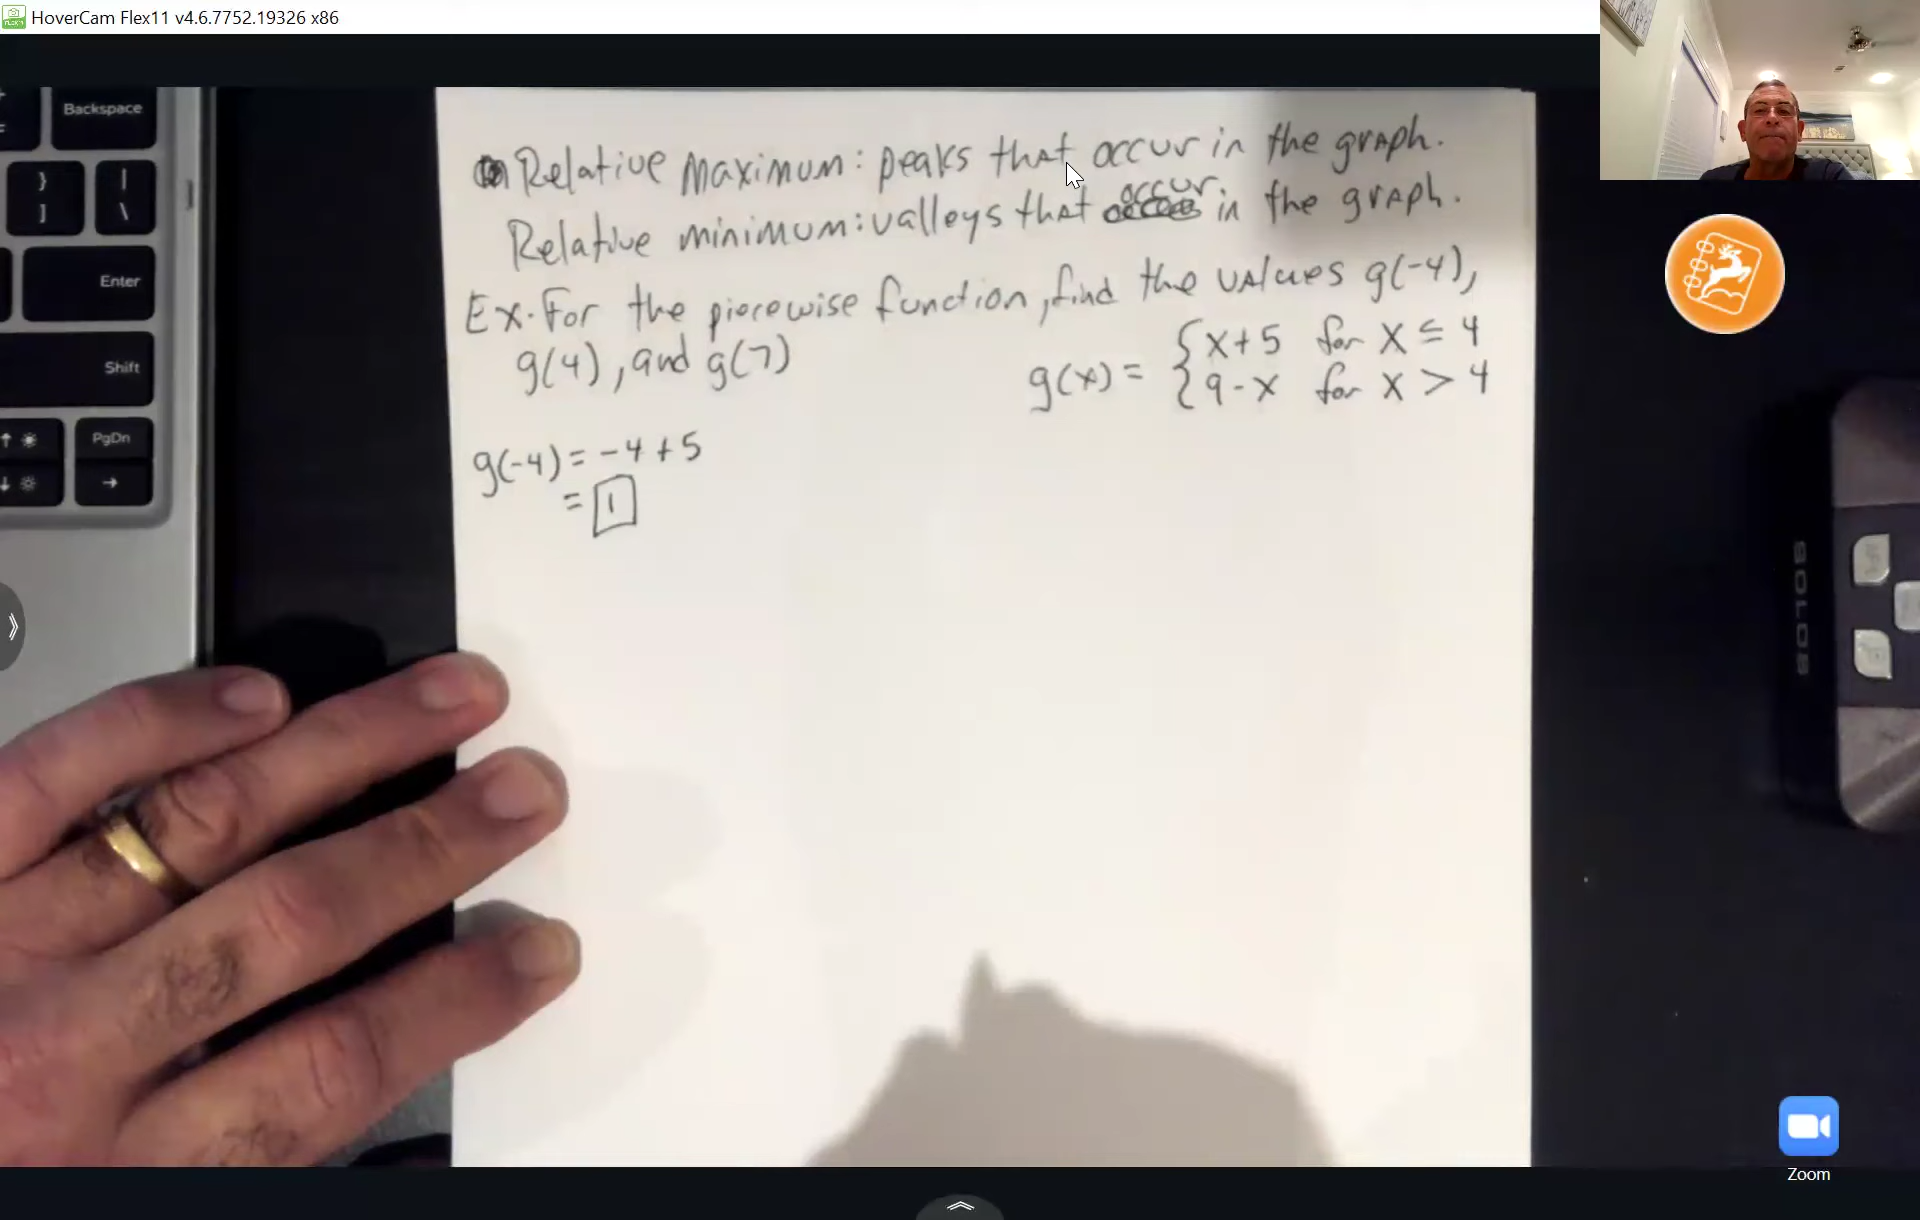 HoverCam Flex11 v4.6.7752.19326 x86
Backspace
}
]
|
\
Enter
Shift
PgDn
Relative Maximum: peaks that occur in the graph.
Relative minimum: valleys that occur in the graph.
Ex. For the piecewise function, find the values g(-4),
g(4), and g(7)
g(x) = { x+5 for x ≤ 4
{ 9-x for x > 4
g(-4) = -4 + 5
= 1
Zoom